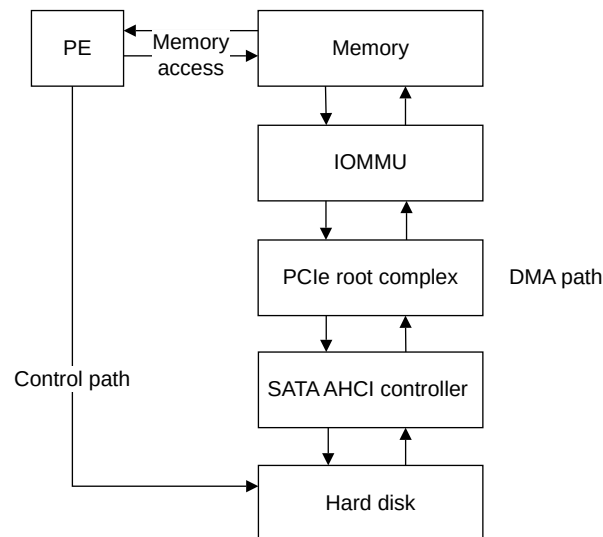 PE
Memory
access
Memory
IOMMU
PCIe root complex
DMA path
Control path
SATA AHCI controller
Hard disk